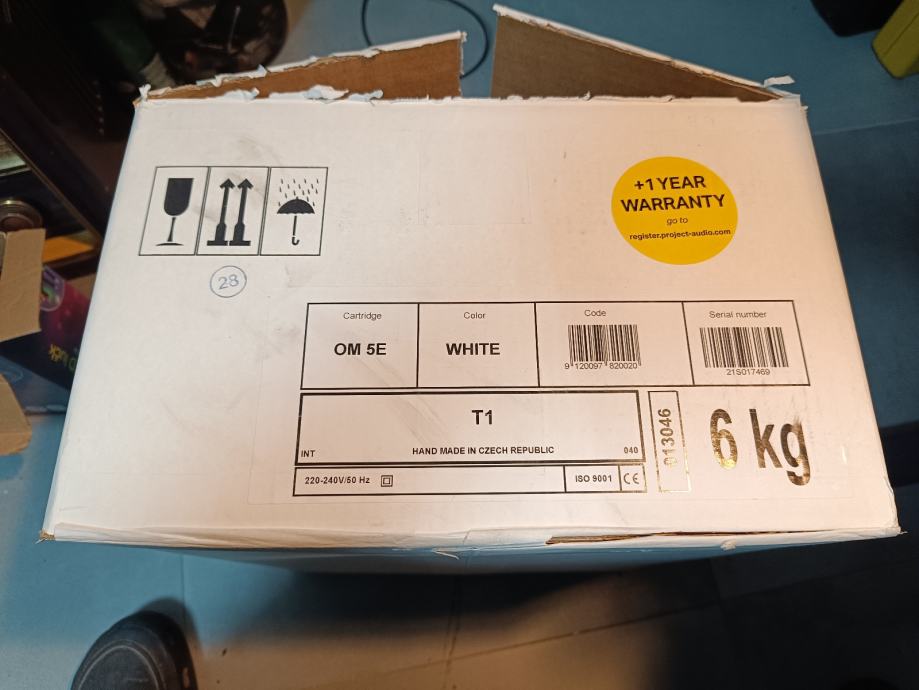 +1 YEAR
WARRANTY
go to
register.project-audio.com
28
Cartridge
OM 5E
Color
WHITE
Code
9 120097 820020
Serial number
21S017469
T1
INT
HAND MADE IN CZECH REPUBLIC
040
013046
6 kg
220-240V/50 Hz
ISO 9001
CE